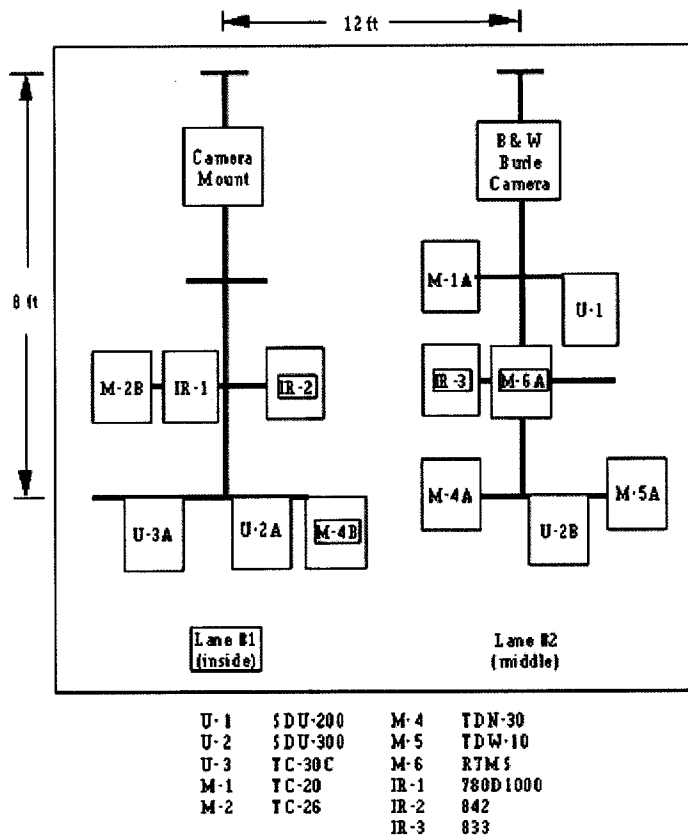 12 ft
8 ft
Camera
Mount
B & W
Burle
Camera
M-1A
U-1
M-2B
IR-1
IR-2
IR-3
M-6A
U-3A
U-2A
M-4B
M-4A
U-2B
M-5A
Lane #1
(inside)
Lane #2
(middle)
U-1 SDU-200 M-4 TDN-30
U-2 SDU-300 M-5 TDW-10
U-3 TC-30C M-6 RTMS
M-1 TC-20 IR-1 780D1000
M-2 TC-26 IR-2 842
IR-3 833